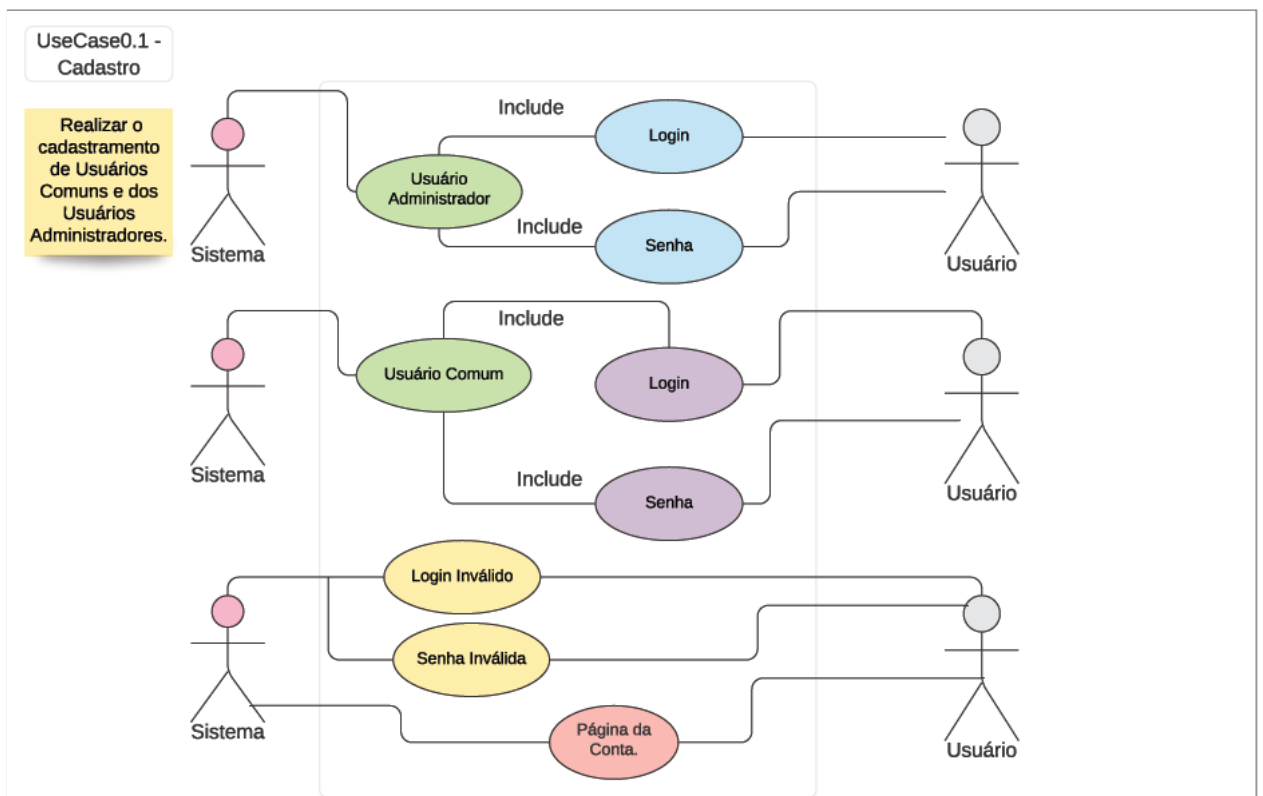 UseCase0.1 -
Cadastro
Realizar o
cadastramento
de Usuários
Comuns e dos
Usuários
Administradores.
Include
Login
Usuário
Administrador
Include
Senha
Sistema
Usuário
Include
Usuário Comum
Login
Include
Senha
Sistema
Usuário
Login Inválido
Senha Inválida
Página da
Conta.
Sistema
Usuário